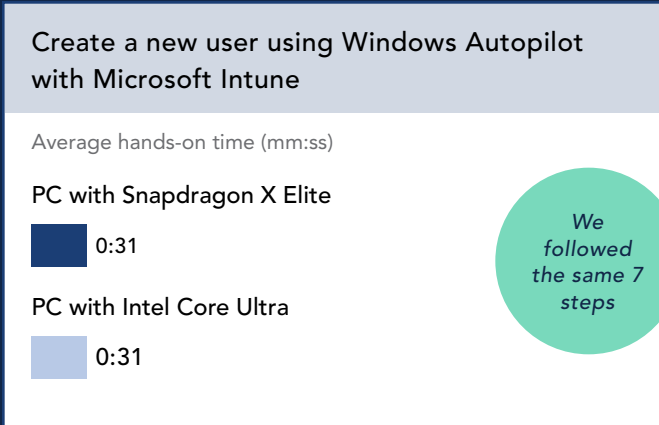 Create a new user using Windows Autopilot
with Microsoft Intune
Average hands-on time (mm:ss)
PC with Snapdragon X Elite
0:31
We
followed
the same 7
steps
PC with Intel Core Ultra
0:31